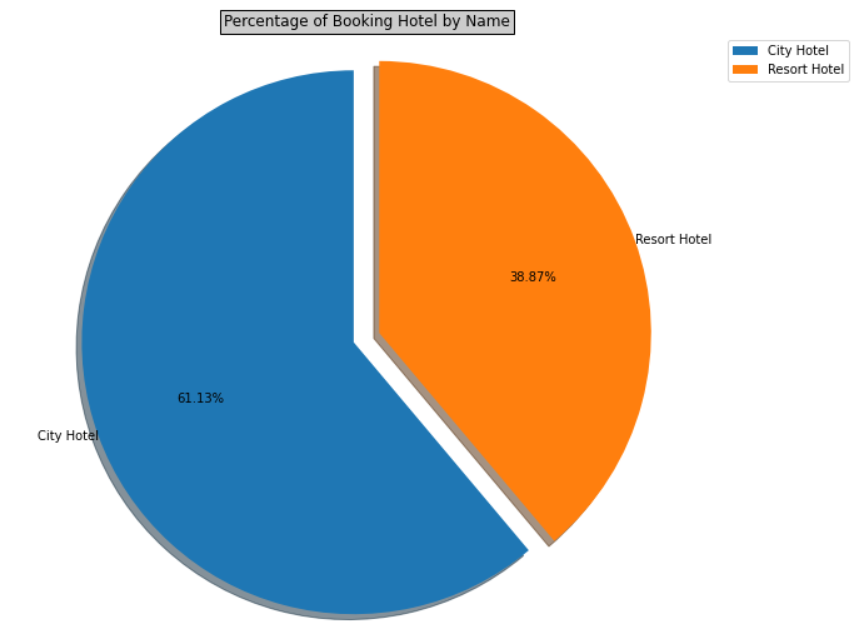 Percentage of Booking Hotel by Name
City Hotel
Resort Hotel
Resort Hotel
38.87%
61.13%
City Hotel